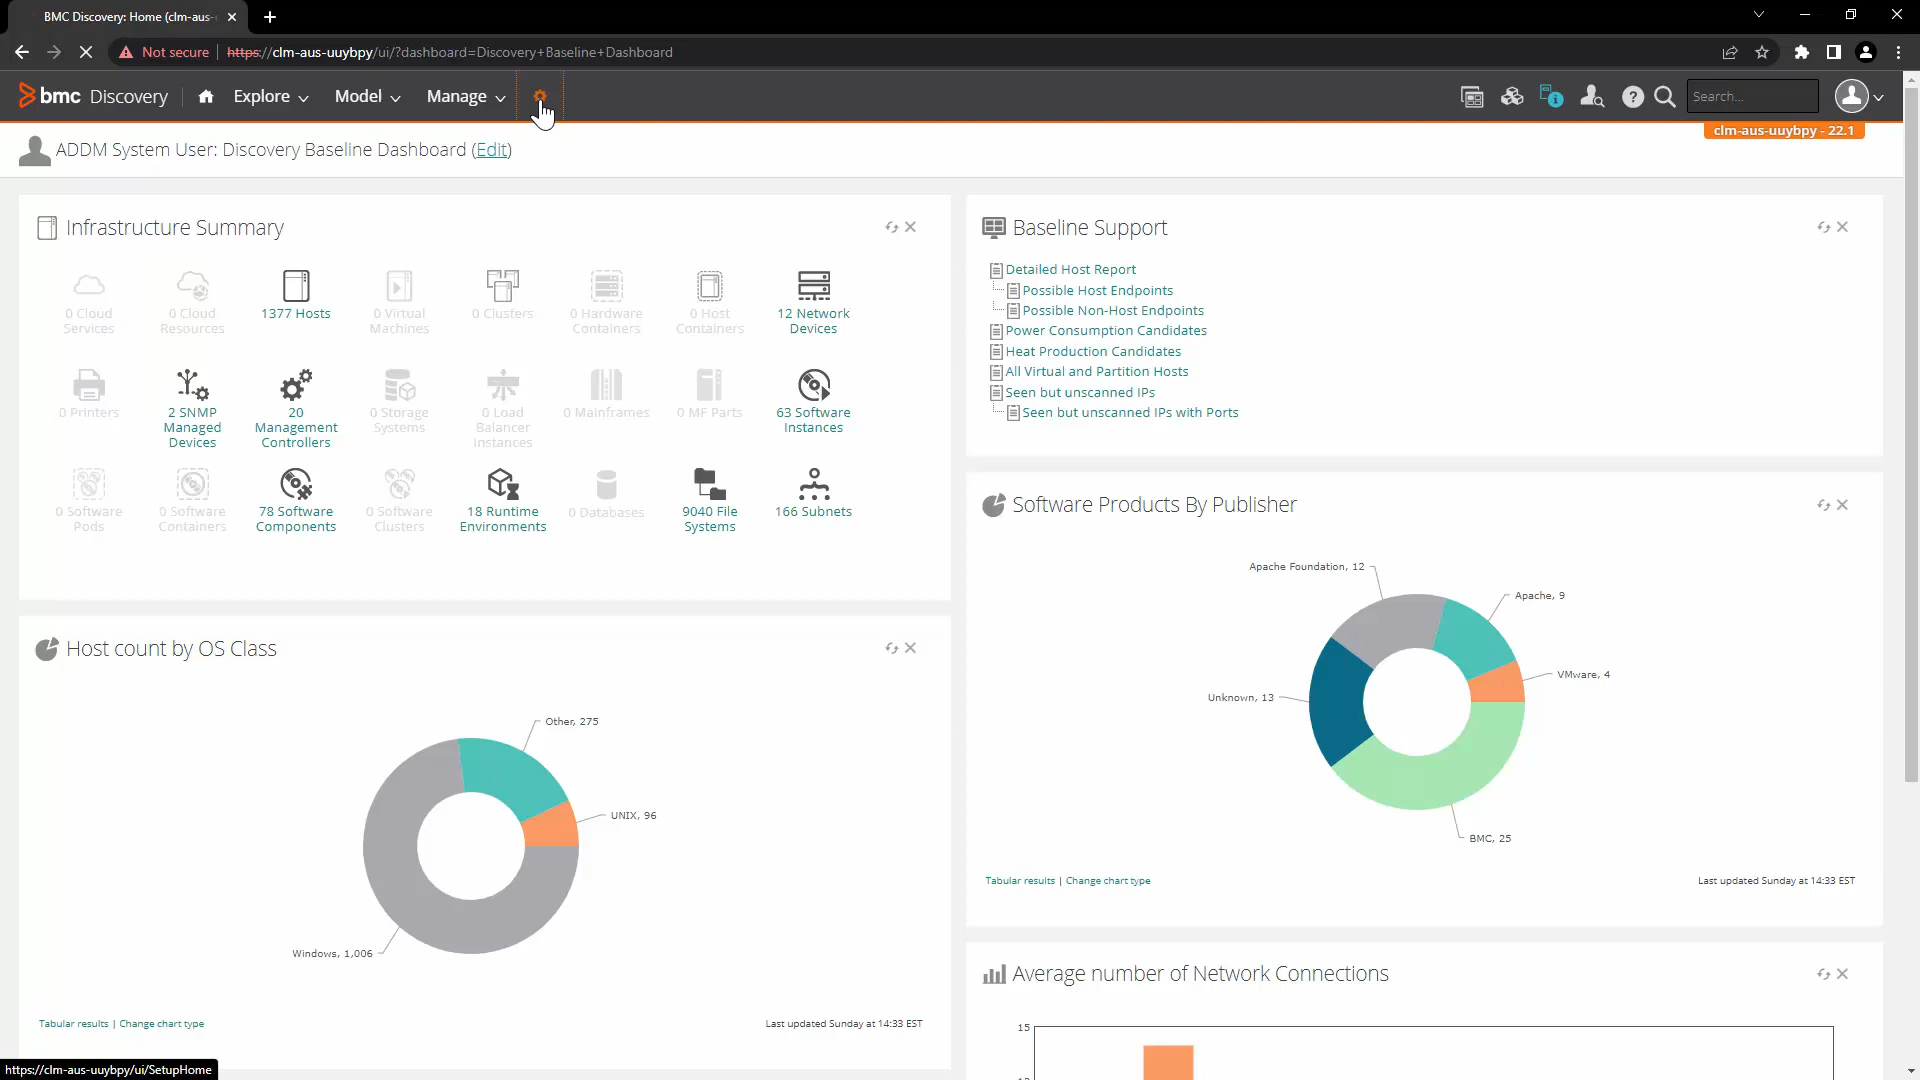 BMC Discovery: Home (clm-aus-
Not secure
https://clm-aus-uuybpy/ui/?dashboard=Discovery+Baseline+Dashboard
bmc Discovery
Explore
Model
Manage
Search...
clm-aus-uuybpy - 22.1
ADDM System User: Discovery Baseline Dashboard (Edit)
Infrastructure Summary
0 Cloud
Services
0 Cloud
Resources
1377 Hosts
0 Virtual
Machines
0 Clusters
0 Hardware
Containers
0 Host
Containers
12 Network
Devices
0 Printers
2 SNMP
Managed
Devices
20
Management
Controllers
0 Storage
Systems
0 Load
Balancer
Instances
0 Mainframes
0 MF Parts
63 Software
Instances
0 Software
Pods
0 Software
Containers
78 Software
Components
0 Software
Clusters
18 Runtime
Environments
0 Databases
9040 File
Systems
166 Subnets
Baseline Support
Detailed Host Report
Possible Host Endpoints
Possible Non-Host Endpoints
Power Consumption Candidates
Heat Production Candidates
All Virtual and Partition Hosts
Seen but unscanned IPs
Seen but unscanned IPs with Ports
Software Products By Publisher
Apache Foundation, 12
Apache, 9
VMware, 4
Unknown, 13
BMC, 25
Tabular results | Change chart type
Last updated Sunday at 14:33 EST
Host count by OS Class
Other, 275
UNIX, 96
Windows, 1,006
Tabular results | Change chart type
Last updated Sunday at 14:33 EST
Average number of Network Connections
15
https://clm-aus-uuybpy/ui/SetupHome